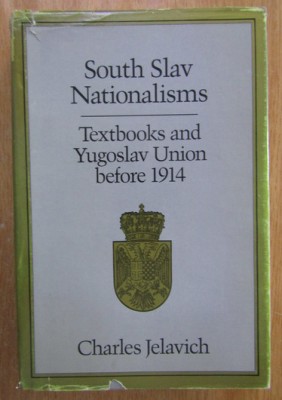 South Slav
Nationalisms
Textbooks and
Yugoslav Union
before 1914
Charles Jelavich